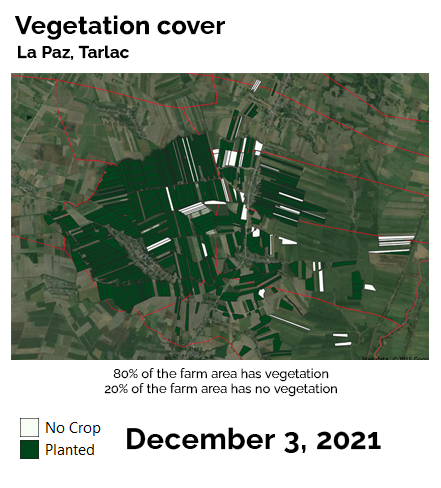 Vegetation cover
La Paz, Tarlac
80% of the farm area has vegetation
20% of the farm area has no vegetation
No Crop
Planted
December 3, 2021